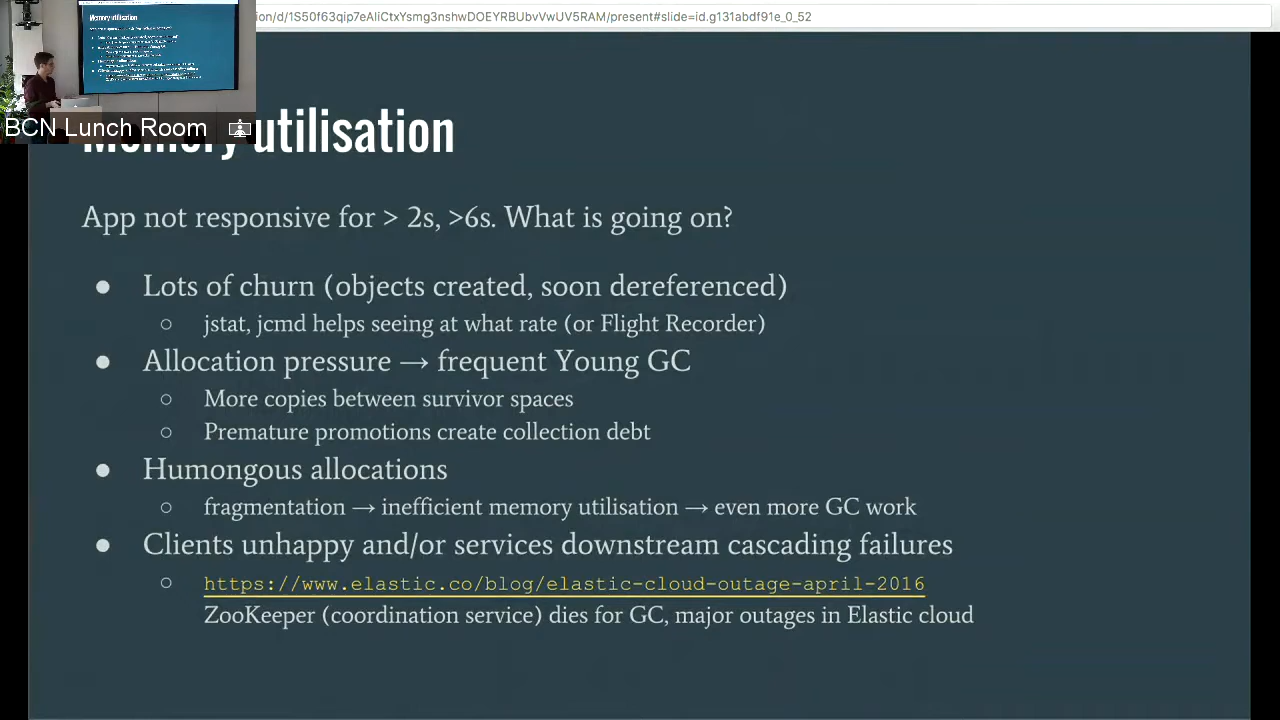 ion/d/1S50f63qip7eAliCtxYsmg3nshwDOEYRBUbvVwUV5RAM/present#slide=id.g131abdf91e_0_52
Memory utilisation
BCN Lunch Room
Memory utilisation
App not responsive for > 2s, >6s. What is going on?
● Lots of churn (objects created, soon dereferenced)
○ jstat, jcmd helps seeing at what rate (or Flight Recorder)
● Allocation pressure → frequent Young GC
○ More copies between survivor spaces
○ Premature promotions create collection debt
● Humongous allocations
○ fragmentation → inefficient memory utilisation → even more GC work
● Clients unhappy and/or services downstream cascading failures
○ https://www.elastic.co/blog/elastic-cloud-outage-april-2016
ZooKeeper (coordination service) dies for GC, major outages in Elastic cloud